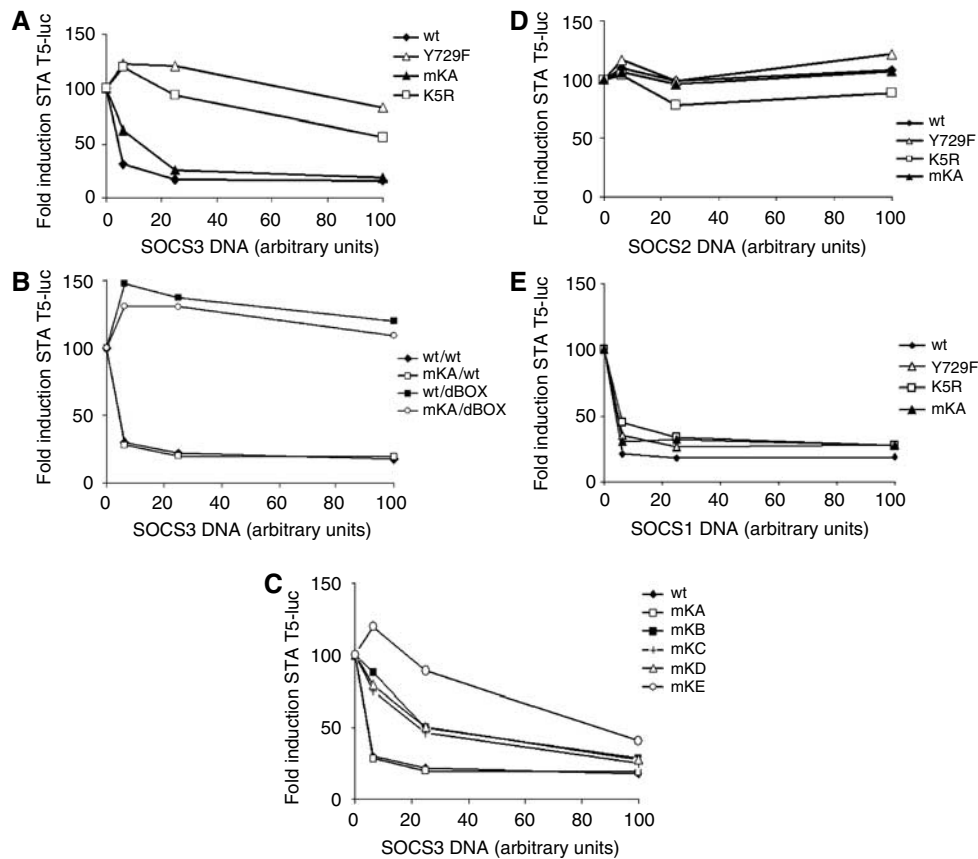 A
Fold induction STA T5-luc
150
100
50
0
0 20 40 60 80 100
SOCS3 DNA (arbitrary units)
wt
Y729F
mKA
K5R
D
Fold induction STA T5-luc
150
100
50
0
0 20 40 60 80 100
SOCS2 DNA (arbitrary units)
wt
Y729F
K5R
mKA
B
Fold induction STA T5-luc
150
100
50
0
0 20 40 60 80 100
SOCS3 DNA (arbitrary units)
wt/wt
mKA/wt
wt/dBOX
mKA/dBOX
E
Fold induction STA T5-luc
150
100
50
0
0 20 40 60 80 100
SOCS1 DNA (arbitrary units)
wt
Y729F
K5R
mKA
C
Fold induction STA T5-luc
150
100
50
0
0 20 40 60 80 100
SOCS3 DNA (arbitrary units)
wt
mKA
mKB
mKC
mKD
mKE